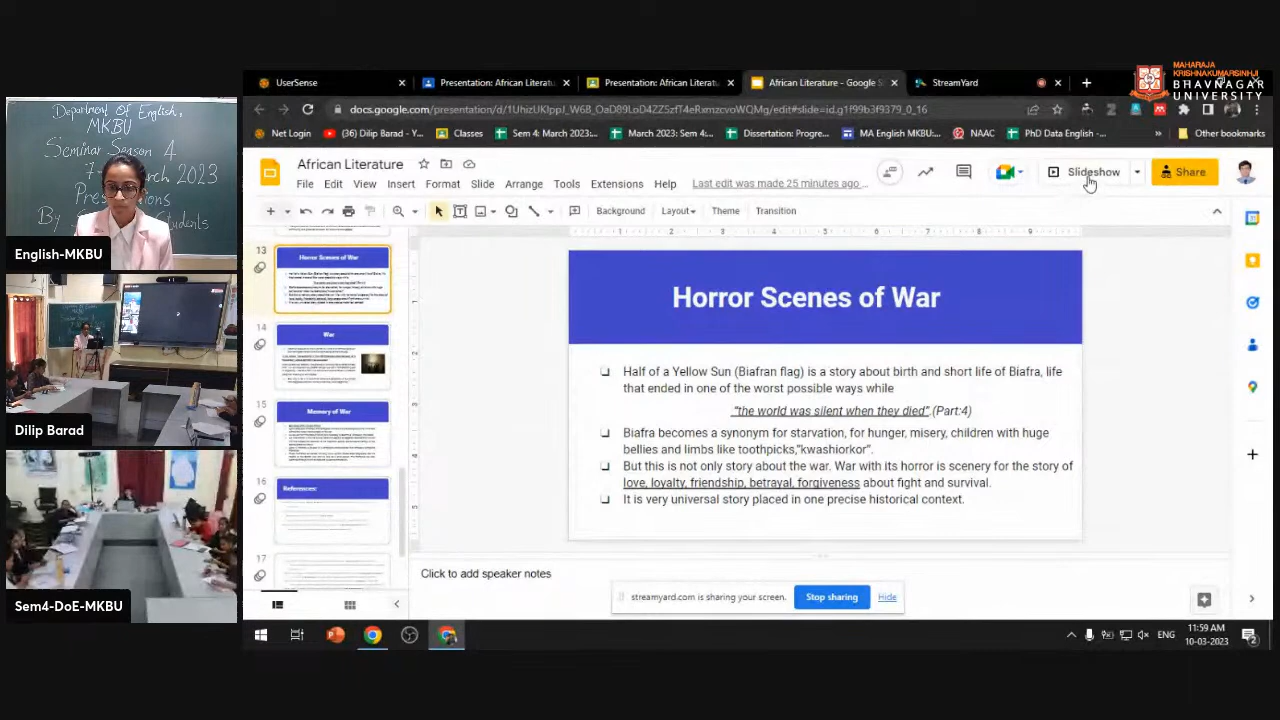 MAHARAJA
KRISHNAKUMARSINHJI
BHAVNAGAR
UNIVERSITY
UserSense
Presentation: African Literatu
Presentation: African Literatu
African Literature - Google S
StreamYard
docs.google.com/presentation/d/
Net Login
(36) Dilip Barad - Y...
Classes
Sem 4: March 2023:...
March 2023: Sem 4:...
Dissertation: Progre...
MA English MKBU:...
NAAC
PhD Data English -...
Other bookmarks
African Literature
File
Edit
View
Insert
Format
Slide
Arrange
Tools
Extensions
Help
Last edit was made 25 minutes ago ...
Slideshow
Share
Background
Layout
Theme
Transition
Department Of English,
MKBU
Seminar Season 4
March 2023
English-MKBU
Dilip Barad
Sem4-DoE-MKBU
13
Horror Scenes of War
14
War
15
Memory of War
16
References:
17
Horror Scenes of War
❑ Half of a Yellow Sun (Biafran flag) is a story about birth and short life of Biafra, life
that ended in one of the worst possible ways while
"the world was silent when they died" (Part:4)
❑ Biafra becomes a synonym for starvation, for hunger, misery, children with huge
bellies and limbs like toothpicks,"kwashiorkor".
❑ But this is not only story about the war. War with its horror is scenery for the story of
love, loyalty, friendship, betrayal, forgiveness about fight and survival.
❑ It is very universal story placed in one precise historical context.
Click to add speaker notes
streamyard.com is sharing your screen.
Stop sharing
Hide
ENG
11:59 AM
10-03-2023